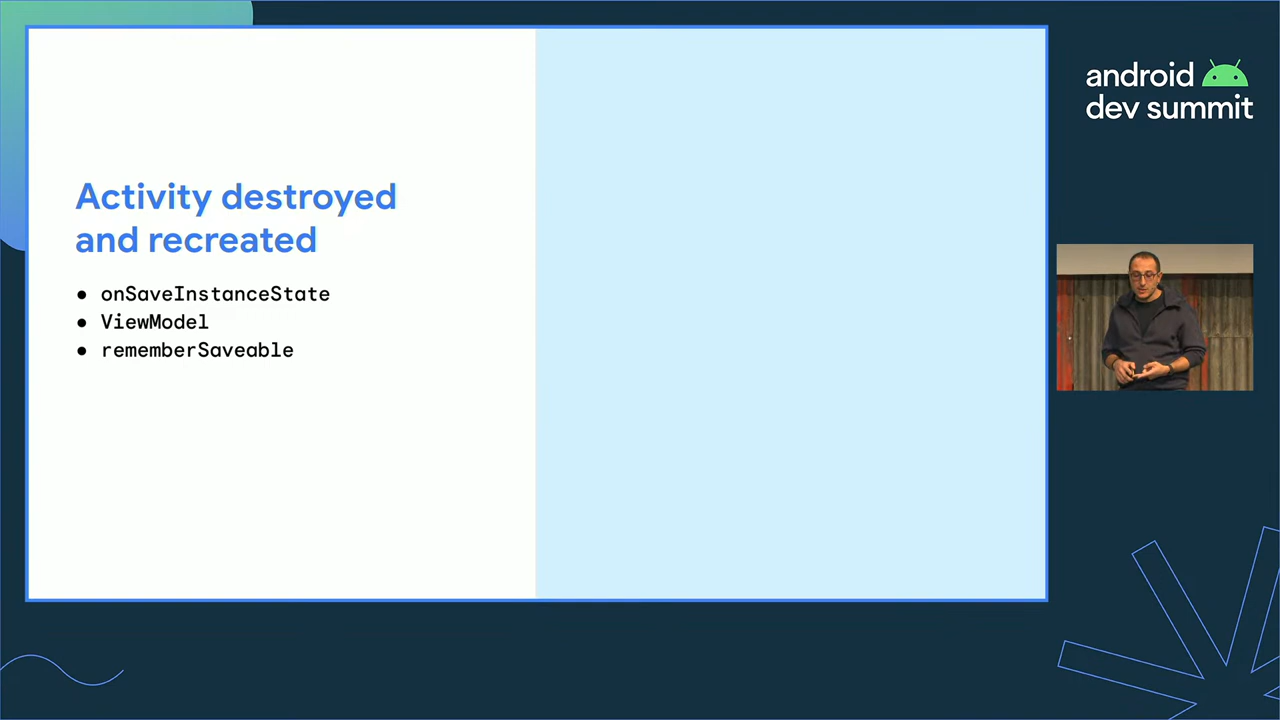 Activity destroyed
and recreated
● onSaveInstanceState
● ViewModel
● rememberSaveable
android
dev summit